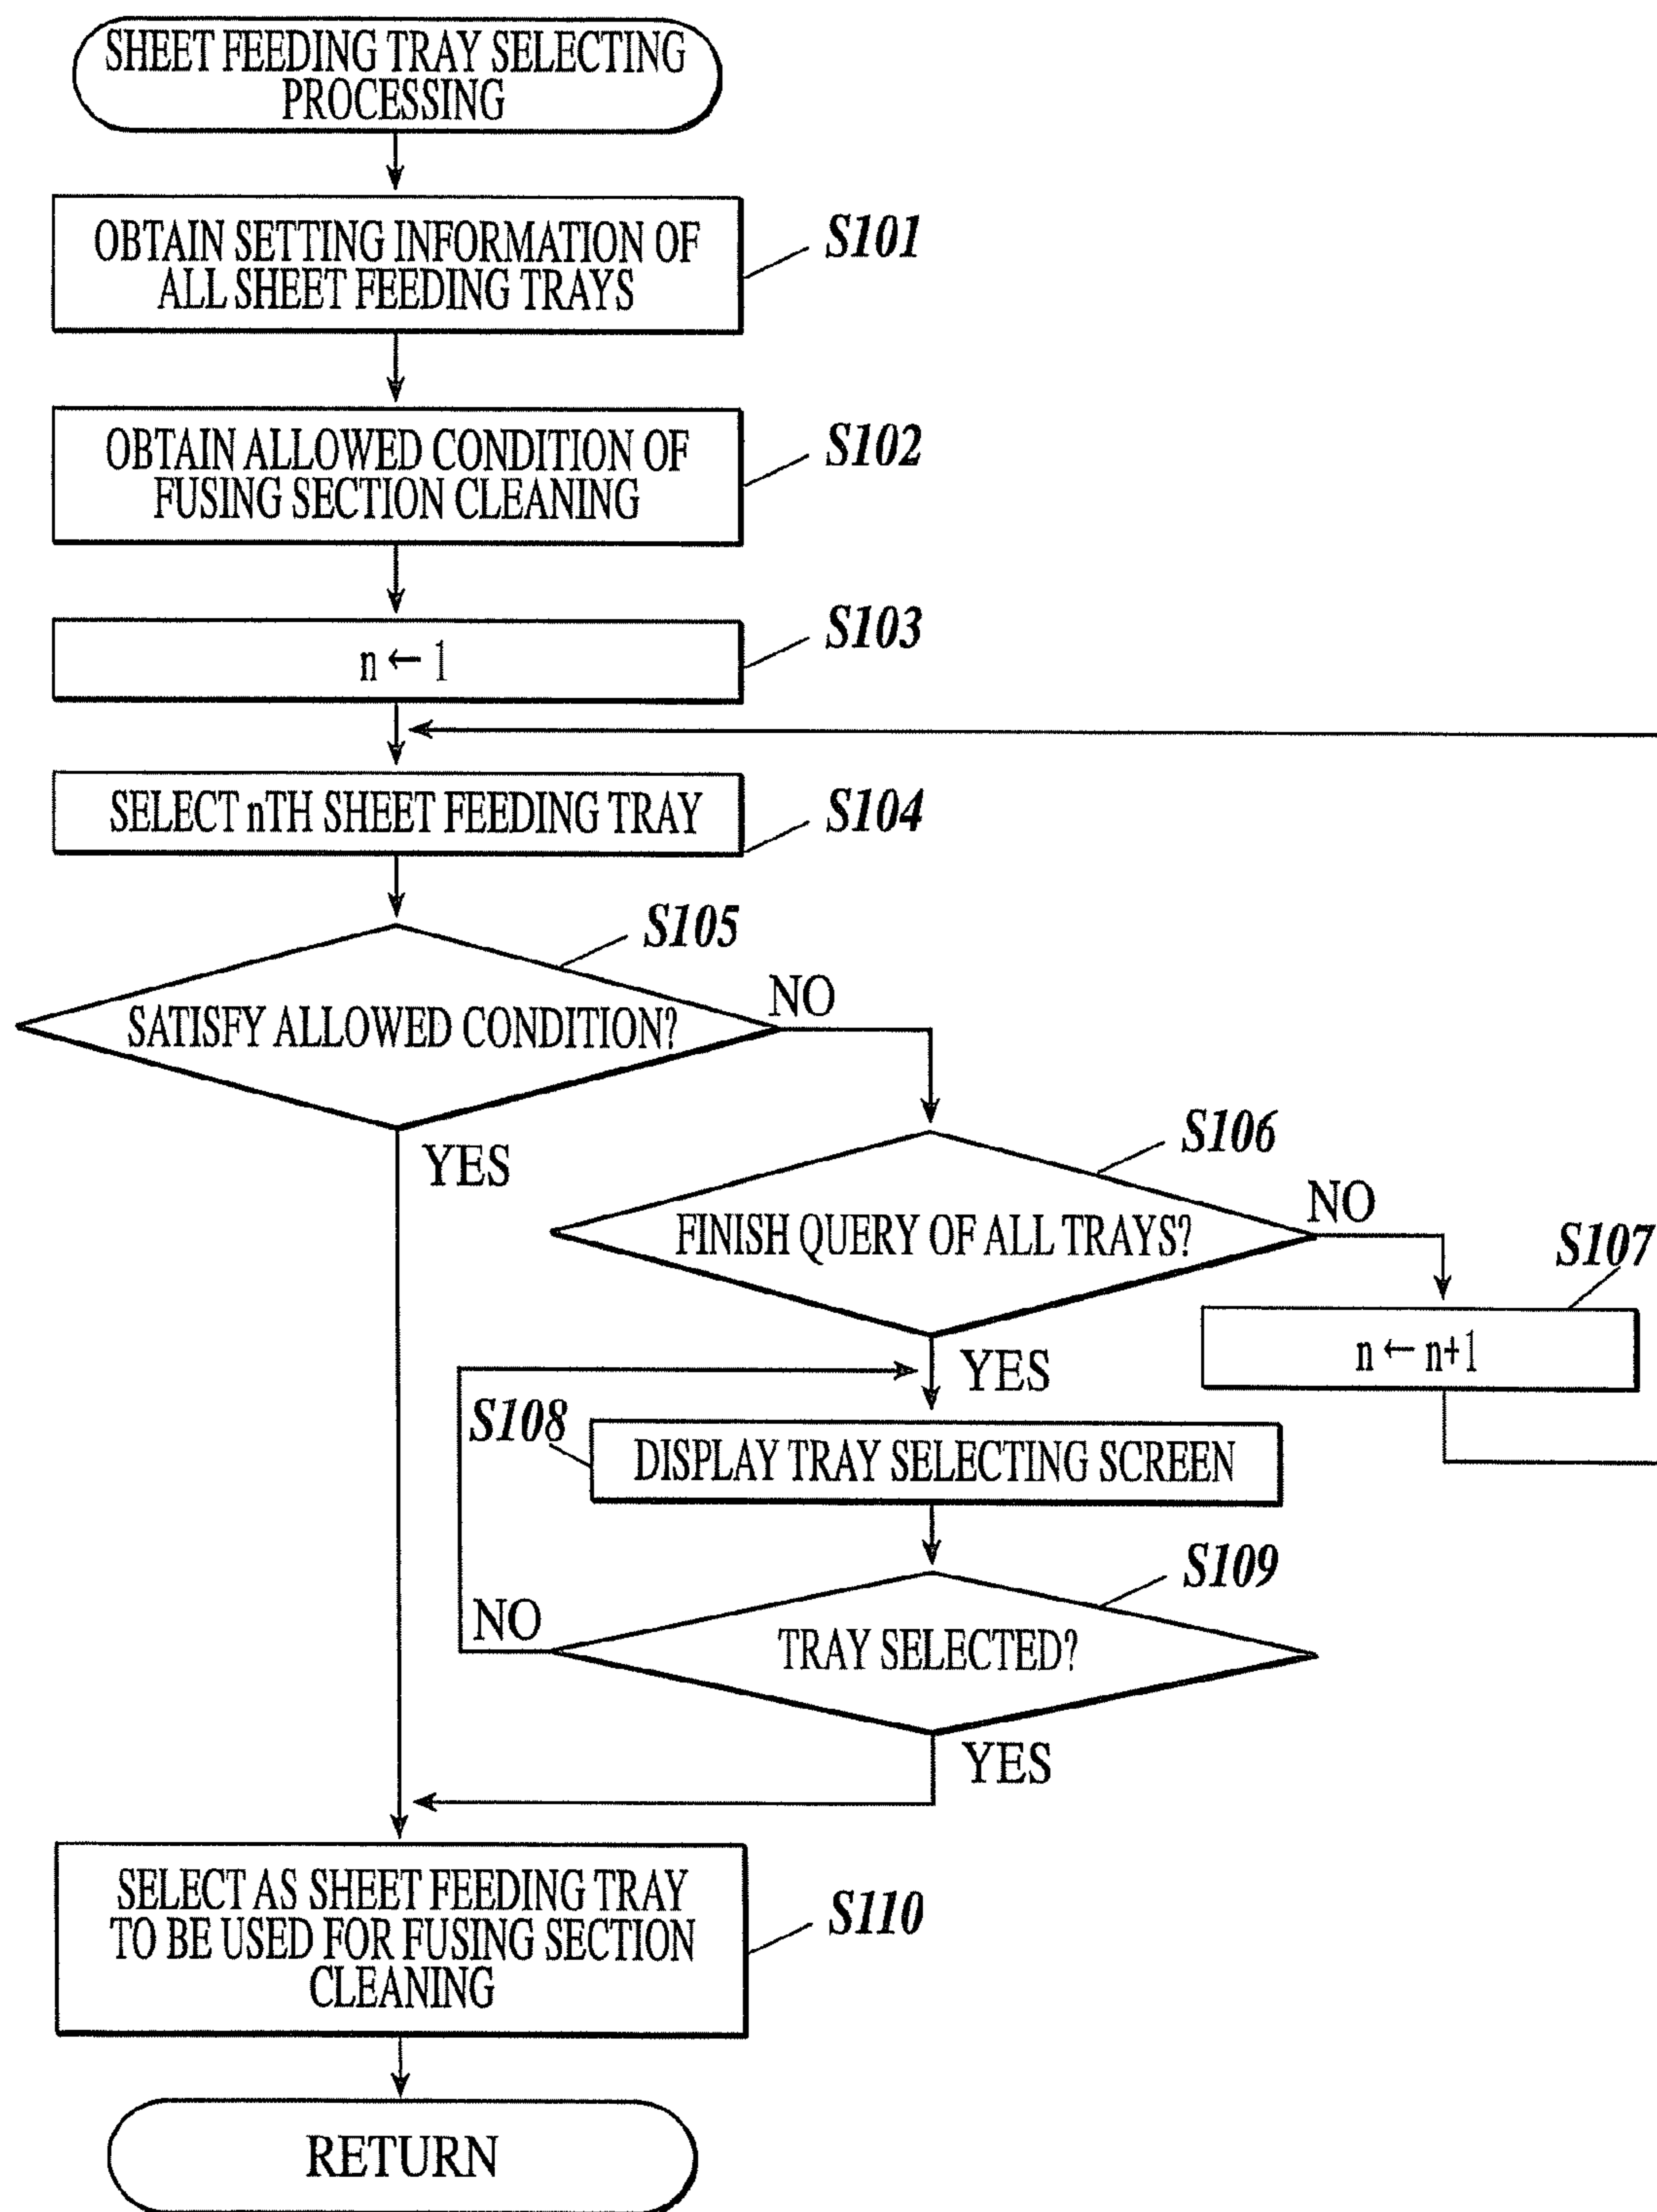 SHEET FEEDING TRAY SELECTING
PROCESSING
OBTAIN SETTING INFORMATION OF
ALL SHEET FEEDING TRAYS
S101
OBTAIN ALLOWED CONDITION OF
FUSING SECTION CLEANING
S102
n ← 1
S103
SELECT nTH SHEET FEEDING TRAY
S104
S105
SATISFY ALLOWED CONDITION?
NO
YES
S106
FINISH QUERY OF ALL TRAYS?
NO
S107
n ← n+1
YES
S108
DISPLAY TRAY SELECTING SCREEN
S109
TRAY SELECTED?
NO
YES
SELECT AS SHEET FEEDING TRAY
TO BE USED FOR FUSING SECTION
CLEANING
S110
RETURN